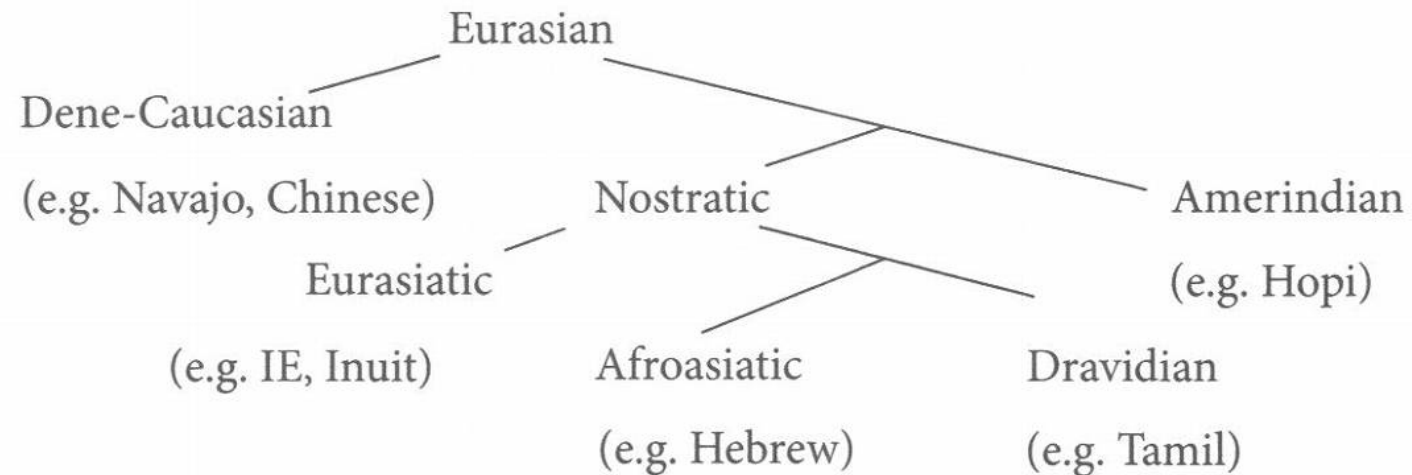 Eurasian
Dene-Caucasian
(e.g. Navajo, Chinese)
Nostratic
Amerindian
Eurasiatic
(e.g. Hopi)
(e.g. IE, Inuit)
Afroasiatic
Dravidian
(e.g. Hebrew)
(e.g. Tamil)